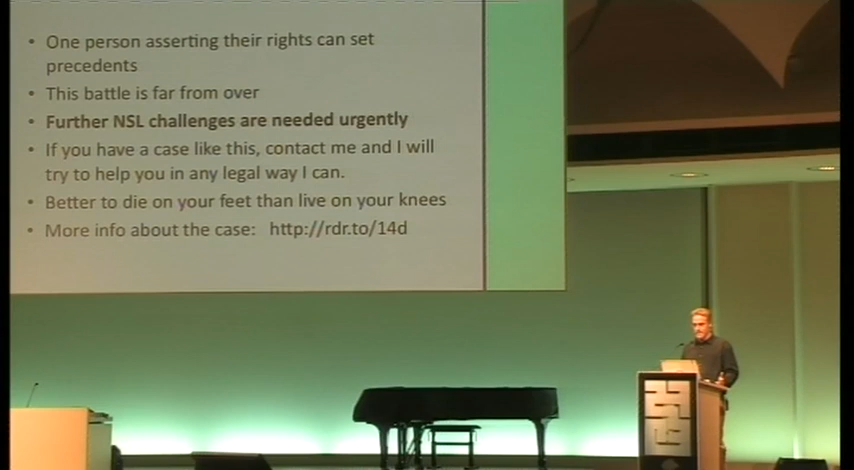 • One person asserting their rights can set
precedents
• This battle is far from over
• Further NSL challenges are needed urgently
• If you have a case like this, contact me and I will
try to help you in any legal way I can.
• Better to die on your feet than live on your knees
• More info about the case: http://rdr.to/14d